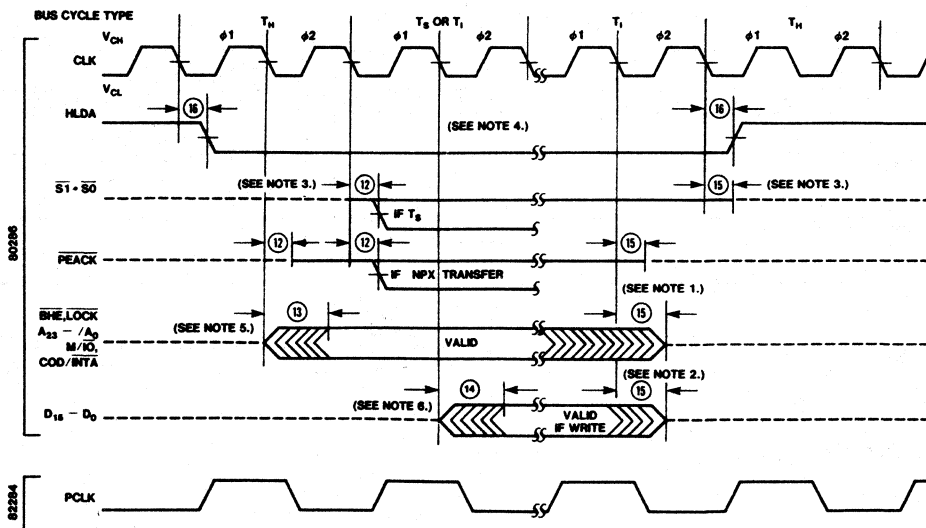 BUS CYCLE TYPE
T_H T_S OR T_I T_I T_H
V_CH
φ1 φ2 φ1 φ2 φ1 φ2 φ1 φ2
CLK
V_CL
HLDA
16 16
(SEE NOTE 4.)
S1 • S0
(SEE NOTE 3.) 12 15 (SEE NOTE 3.)
IF T_S
12 12 15
PEACK
IF NPX TRANSFER
(SEE NOTE 1.)
BHE, LOCK
13 15
A23 - /A0
(SEE NOTE 5.)
M/IO,
VALID
COD/INTA
(SEE NOTE 2.)
14 15
(SEE NOTE 6.)
D15 - D0
VALID
IF WRITE
PCLK
80286
82284